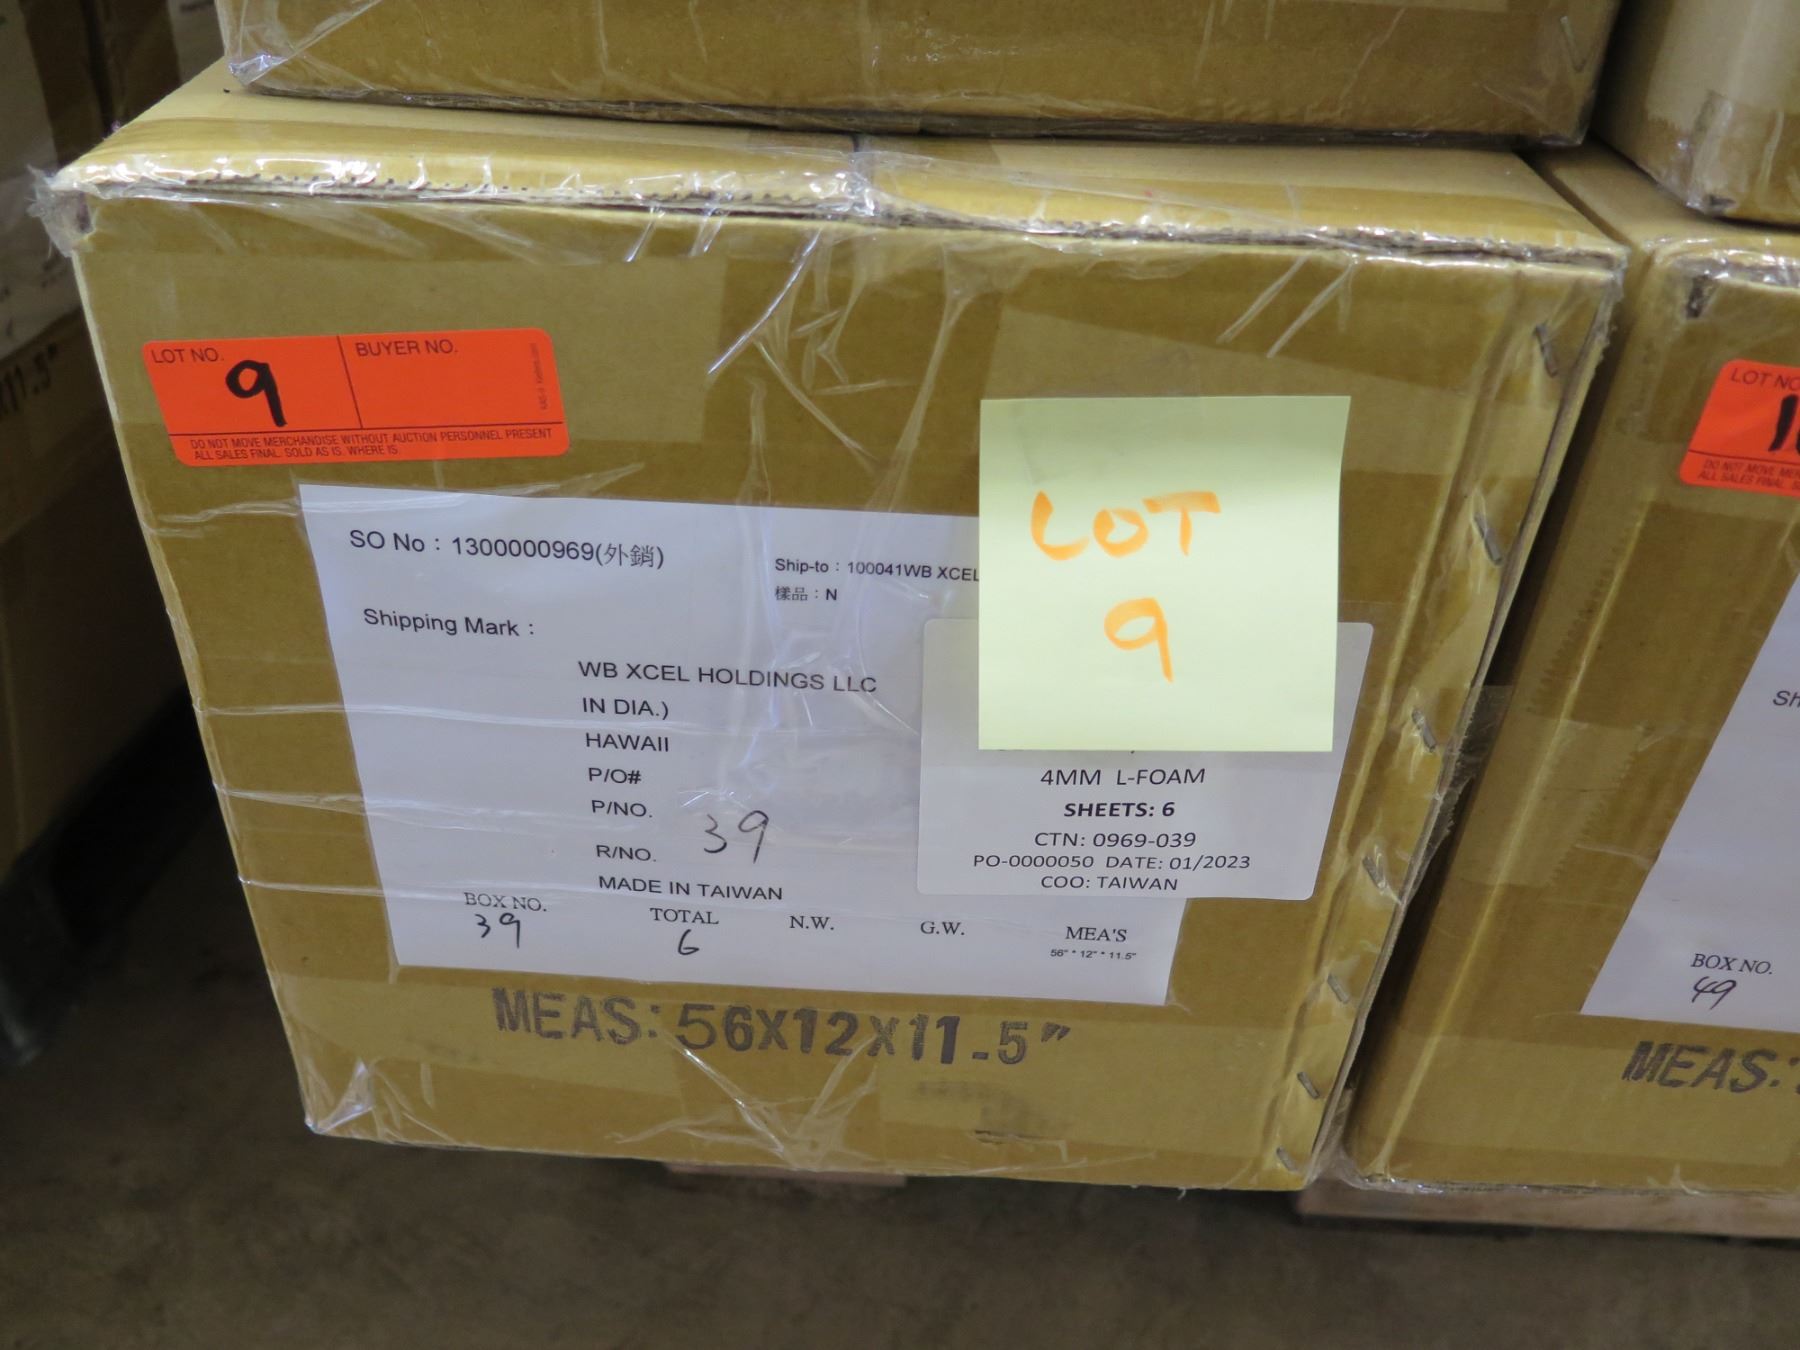 LOT NO.
9
BUYER NO.
DO NOT MOVE MERCHANDISE WITHOUT AUCTION PERSONNEL PRESENT
ALL SALES FINAL. SOLD AS IS. WHERE IS.
LOT
9
SO No：1300000969(外銷)
Ship-to：100041WB XCEL
樣品：N
Shipping Mark：
WB XCEL HOLDINGS LLC
IN DIA.)
HAWAII
P/O#
P/NO.
39
R/NO.
MADE IN TAIWAN
BOX NO.
39
TOTAL
6
N.W.
G.W.
MEA'S
56" * 12" * 11.5"
4MM L-FOAM
SHEETS: 6
CTN: 0969-039
PO-0000050 DATE: 01/2023
COO: TAIWAN
MEAS: 56X12X11.5"
LOT NO
DO NOT MOVE
ALL SALES FINAL.
BOX NO.
49
MEAS: